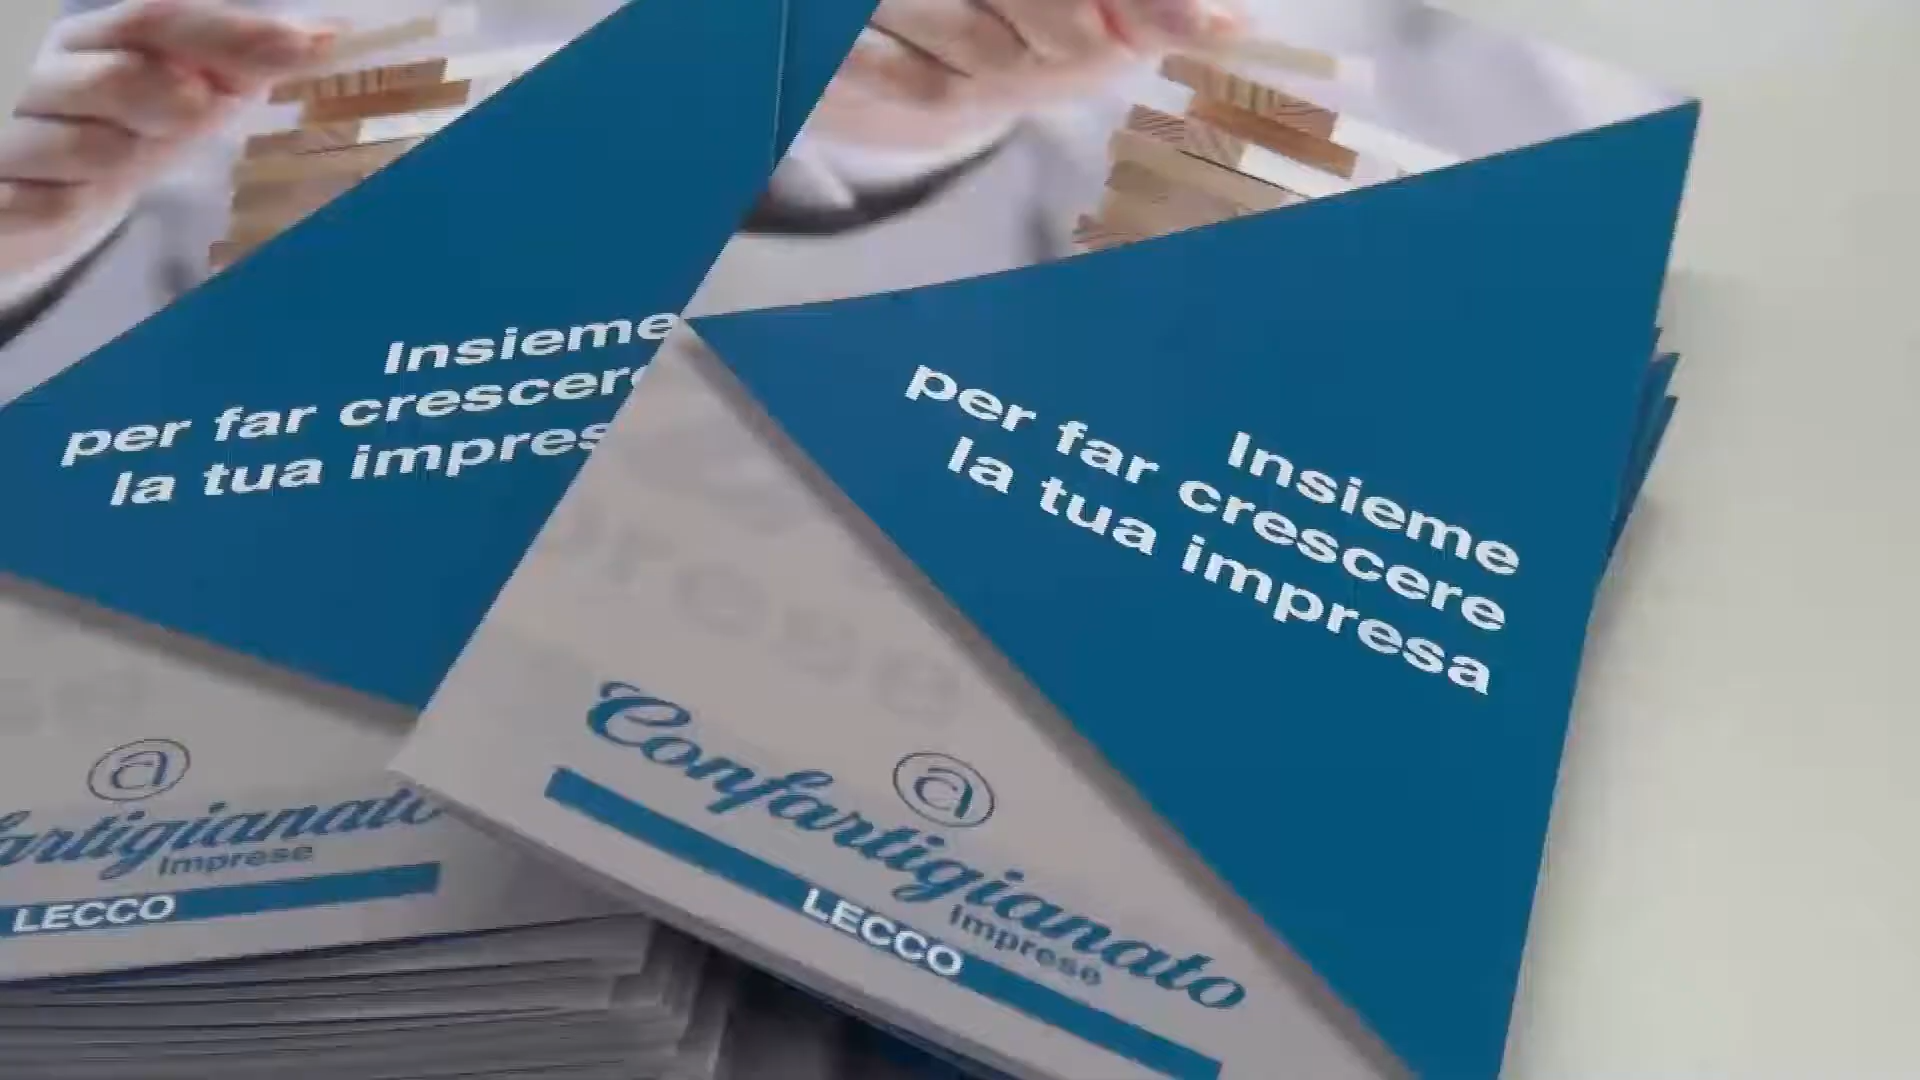 Insieme
per far crescere
la tua impresa
a
fartigianato
Imprese
LECCO
Insieme
per far crescere
la tua impresa
a
Confartigianato
Imprese
LECCO